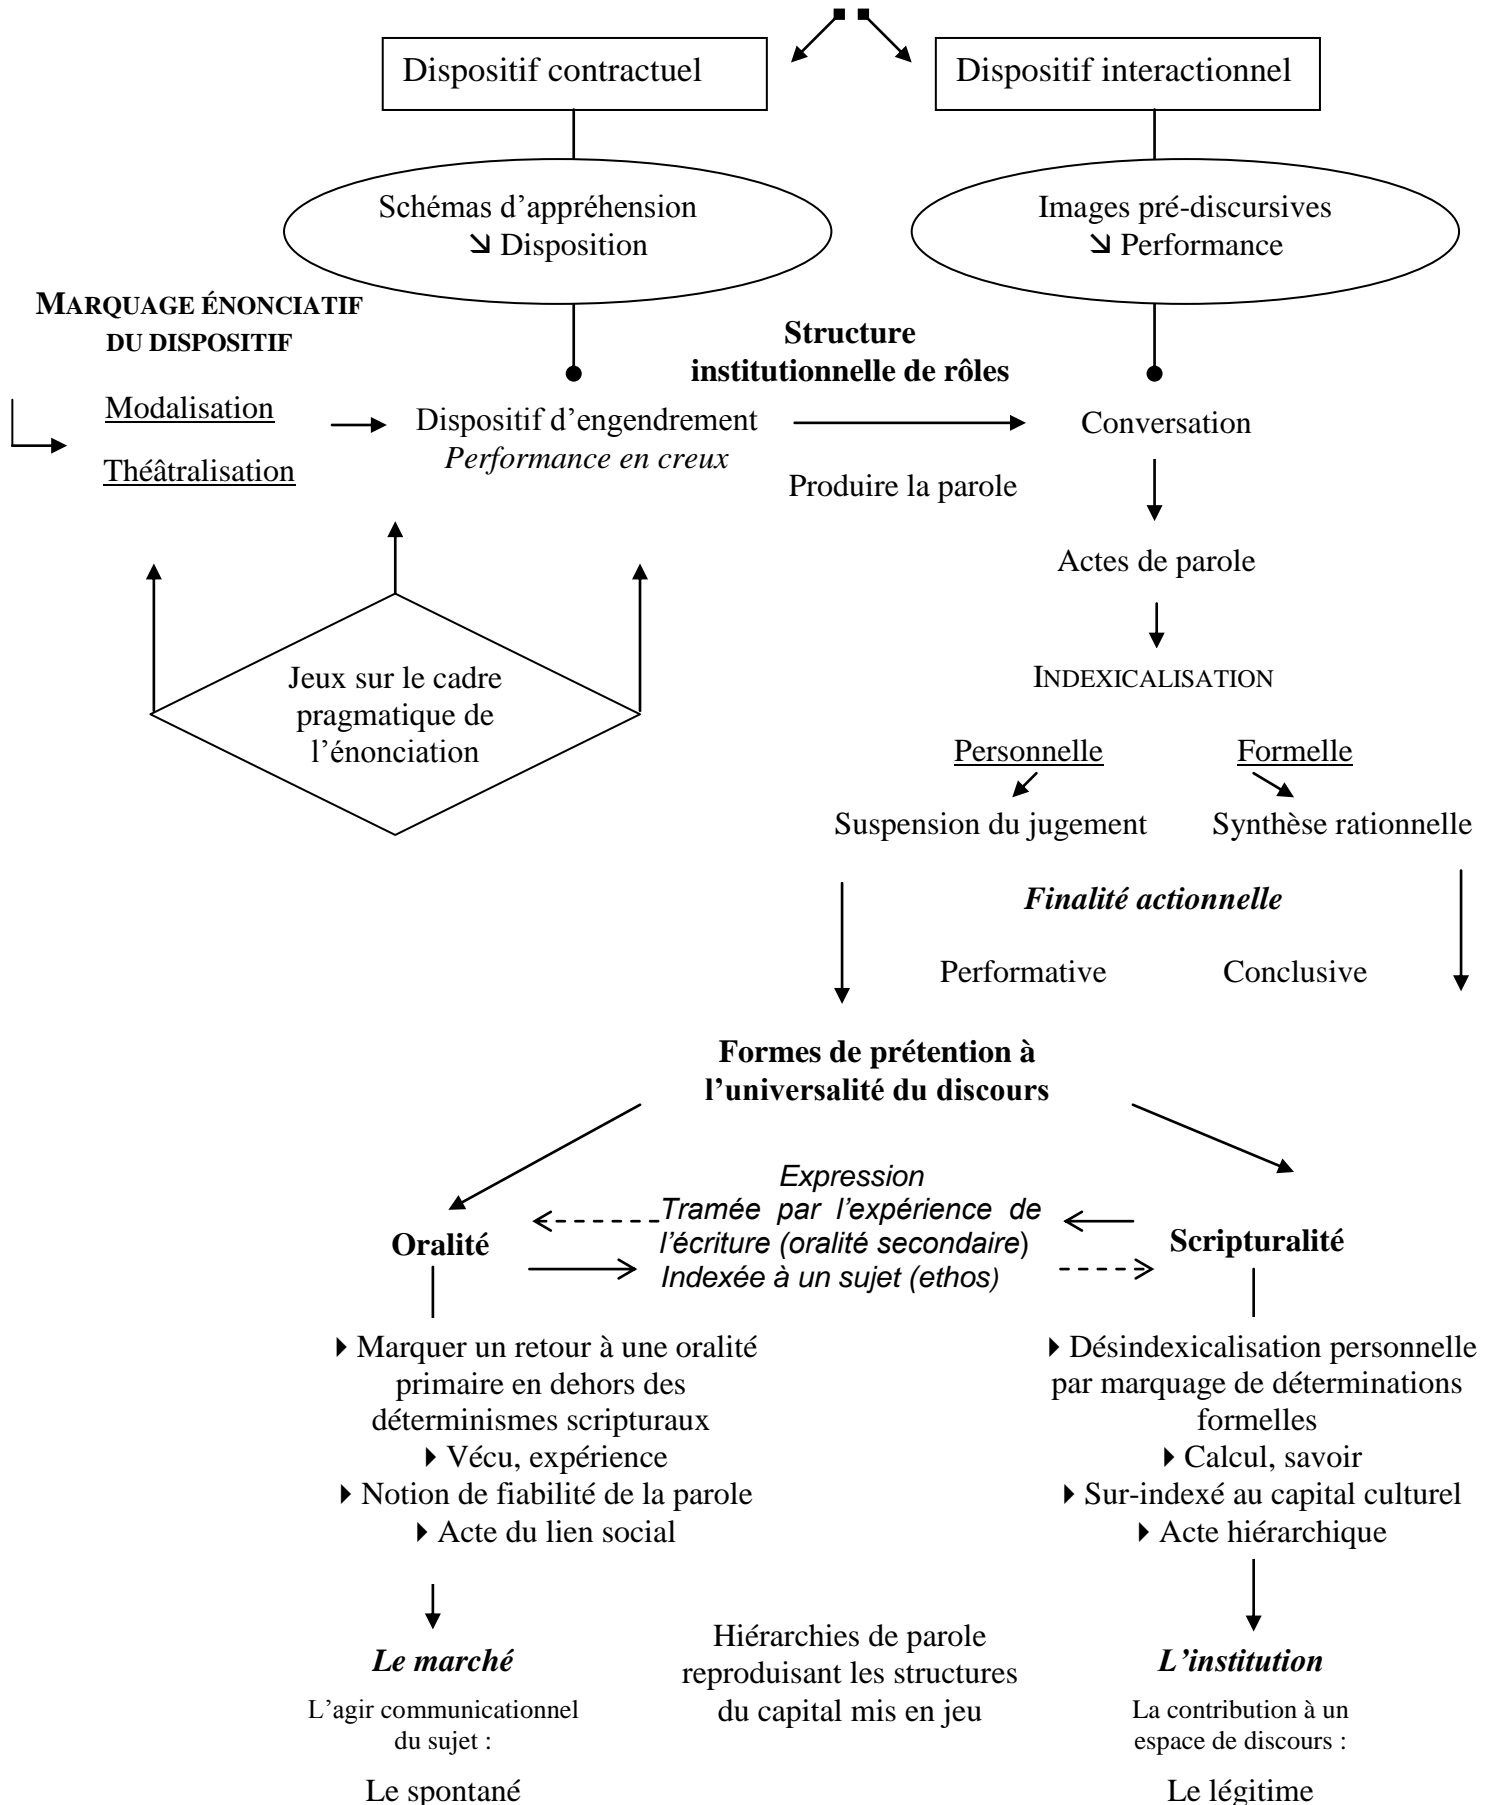 Dispositif contractuel
Dispositif interactionnel
Schémas d’appréhension
➘ Disposition
Images pré-discursives
➘ Performance
MARQUAGE ÉNONCIATIF
DU DISPOSITIF
Structure
institutionnelle de rôles
Modalisation
Théâtralisation
Dispositif d’engendrement
Performance en creux
Conversation
Produire la parole
Actes de parole
INDEXICALISATION
Jeux sur le cadre
pragmatique de
l’énonciation
Personnelle
Formelle
Suspension du jugement
Synthèse rationnelle
Finalité actionnelle
Performative
Conclusive
Formes de prétention à
l’universalité du discours
Expression
Tramée par l’expérience de
l’écriture (oralité secondaire)
Indexée à un sujet (ethos)
Oralité
Scripturalité
Marquer un retour à une oralité
primaire en dehors des
déterminismes scripturaux
Vécu, expérience
Notion de fiabilité de la parole
Acte du lien social
Désindexicalisation personnelle
par marquage de déterminations
formelles
Calcul, savoir
Sur-indexé au capital culturel
Acte hiérarchique
Le marché
L’agir communicationnel
du sujet :
Le spontané
Hiérarchies de parole
reproduisant les structures
du capital mis en jeu
L’institution
La contribution à un
espace de discours :
Le légitime